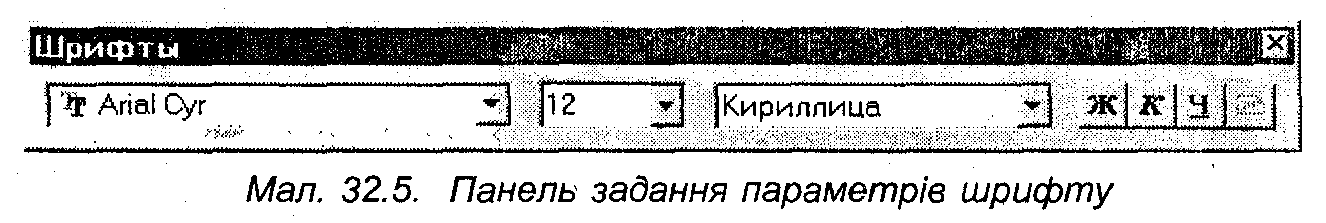 Шрифты
Arial Cyr 12 Кириллица Ж К Ч
Мал. 32.5. Панель задання параметрів шрифту